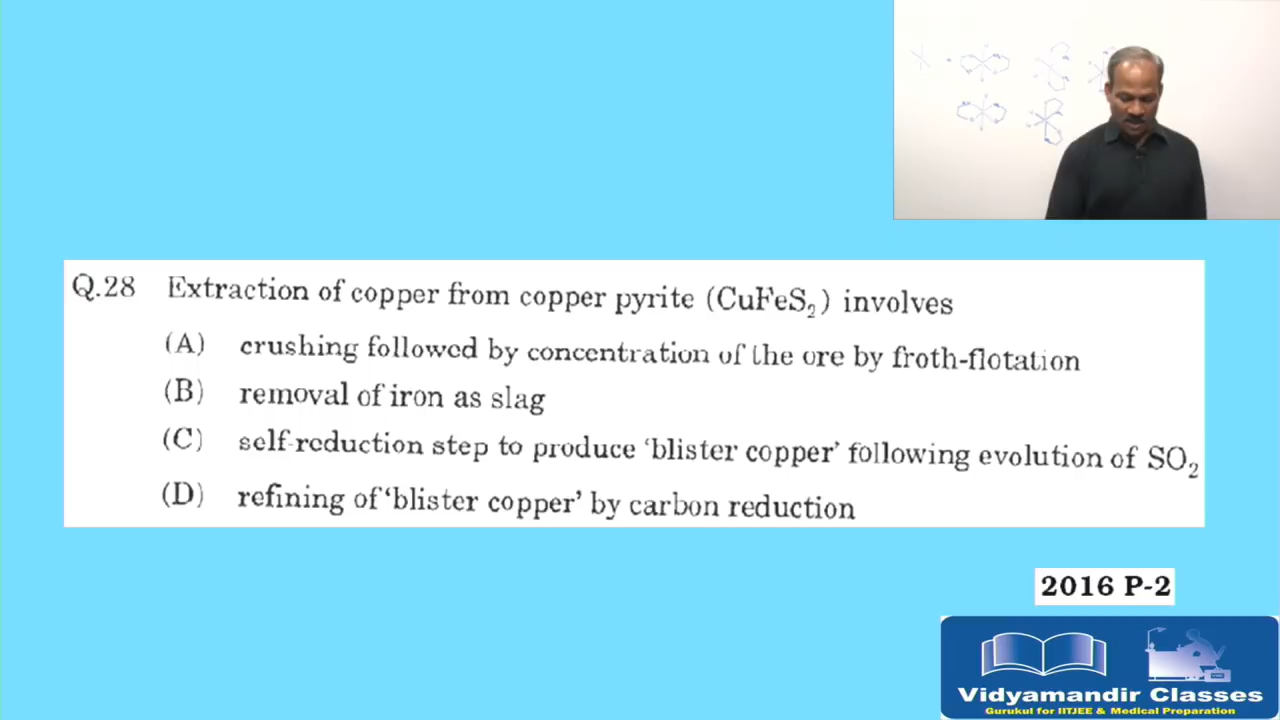 Q.28 Extraction of copper from copper pyrite (CuFeS₂) involves
(A) crushing followed by concentration of the ore by froth-flotation
(B) removal of iron as slag
(C) self-reduction step to produce ‘blister copper’ following evolution of SO₂
(D) refining of ‘blister copper’ by carbon reduction
2016 P-2
Vidyamandir Classes
Gurukul for IITJEE & Medical Preparation